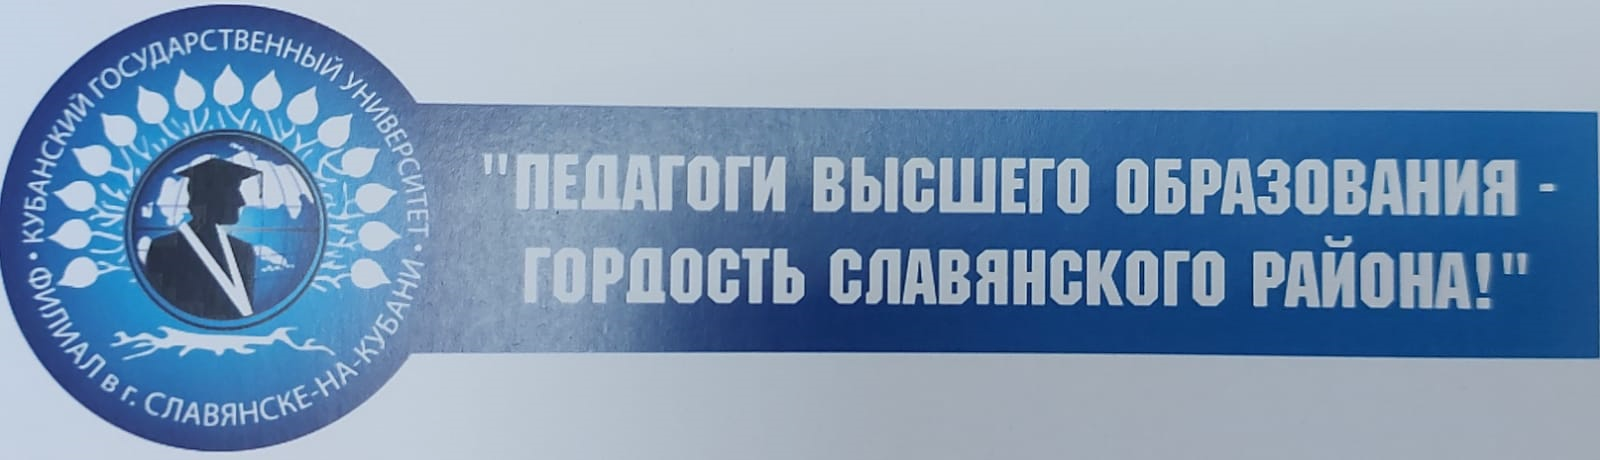 КУБАНСКИЙ ГОСУДАРСТВЕННЫЙ УНИВЕРСИТЕТ •
ФИЛИАЛ В г. СЛАВЯНСКЕ-НА-КУБАНИ •
"ПЕДАГОГИ ВЫСШЕГО ОБРАЗОВАНИЯ -
ГОРДОСТЬ СЛАВЯНСКОГО РАЙОНА!"